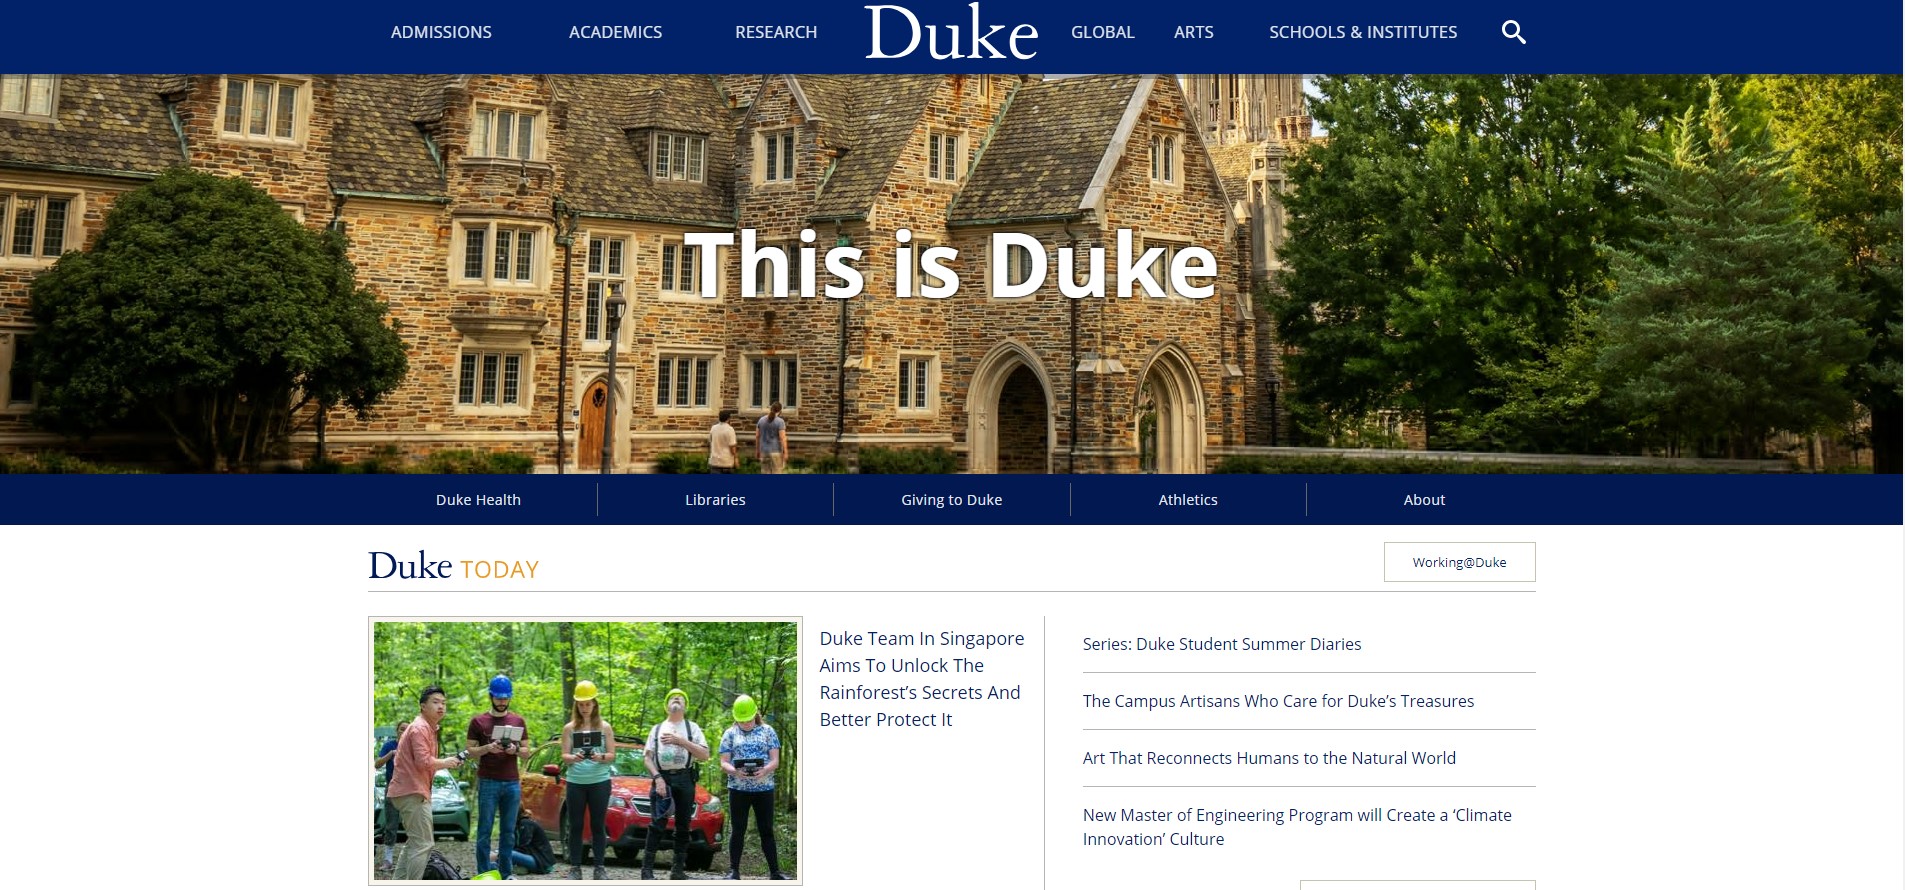 ADMISSIONS ACADEMICS RESEARCH Duke GLOBAL ARTS SCHOOLS & INSTITUTES
This is Duke
Duke Health Libraries Giving to Duke Athletics About
Duke TODAY
Working@Duke
Duke Team In Singapore
Aims To Unlock The
Rainforest’s Secrets And
Better Protect It
Series: Duke Student Summer Diaries
The Campus Artisans Who Care for Duke’s Treasures
Art That Reconnects Humans to the Natural World
New Master of Engineering Program will Create a ‘Climate
Innovation’ Culture